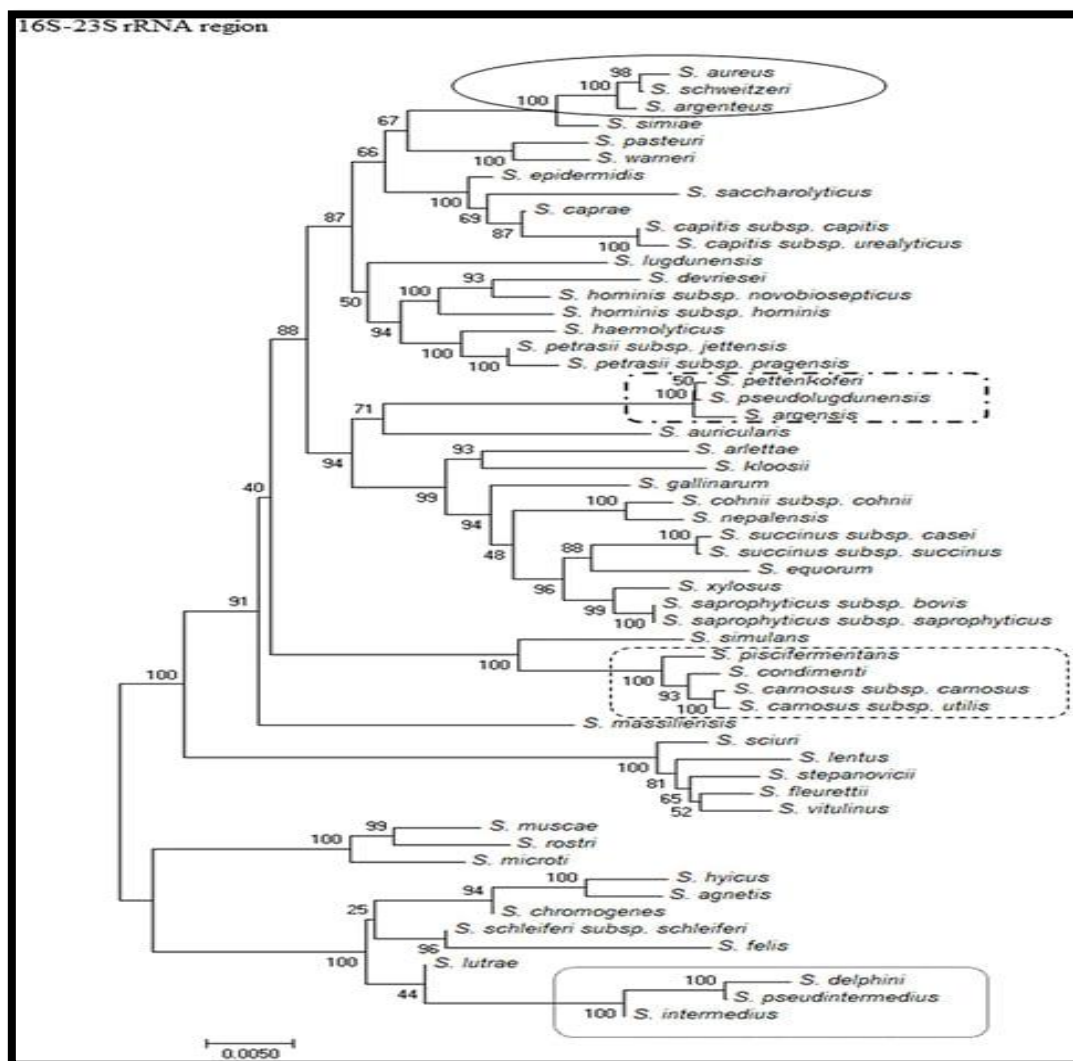 16S-23S rRNA region
98
S. aureus
100
S. schweitzeri
100
S. argenteus
67
S. simiae
66
S. pasteuri
100
S. warneri
S. epidermidis
100
S. saccharolyticus
69
S. caprae
87
87
S. capitis subsp. capitis
100
S. capitis subsp. urealyticus
S. lugdunensis
93
S. devriesei
50
100
S. hominis subsp. novobiosepticus
88
94
S. hominis subsp. hominis
S. haemolyticus
100
S. petrasii subsp. jettensis
100
S. petrasii subsp. pragensis
50
S. pettenkoferi
100
S. pseudolugdunensis
71
S. argensis
S. auricularis
94
93
S. arlettae
S. kloosii
99
S. gallinarum
40
100
S. cohnii subsp. cohnii
94
S. nepalensis
100
S. succinus subsp. casei
48
88
S. succinus subsp. succinus
S. equorum
96
S. xylosus
99
S. saprophyticus subsp. bovis
91
100
S. saprophyticus subsp. saprophyticus
S. simulans
100
S. piscifermentans
100
100
S. condimenti
93
S. carnosus subsp. carnosus
100
S. carnosus subsp. utilis
S. massiliensis
S. sciuri
100
S. lentus
81
S. stepanovicii
65
S. fleurettii
52
S. vitulinus
99
S. muscae
100
S. rostri
S. microti
100
S. hyicus
94
S. agnetis
25
S. chromogenes
S. schleiferi subsp. schleiferi
96
S. felis
100
S. lutrae
44
100
S. delphini
S. pseudintermedius
100
S. intermedius
0.0050